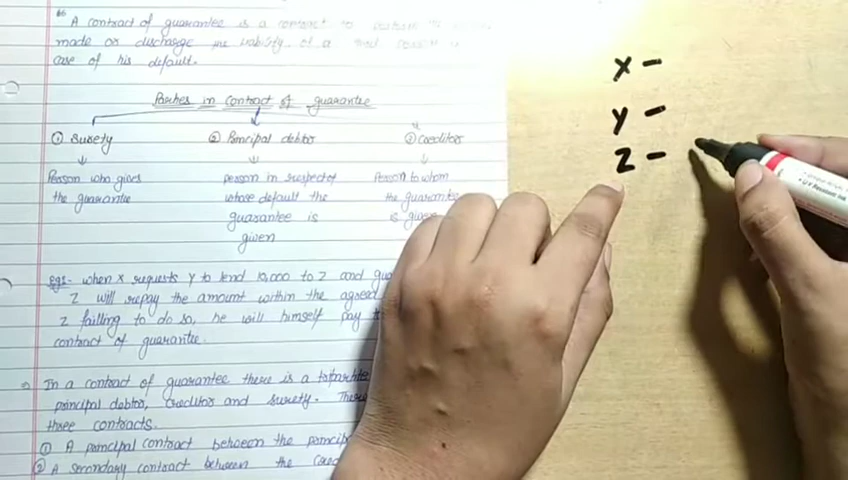 A contract of guarantee is a contract to perform the
made or discharge the liability of a third
case of his default.
Parties in contract of guarantee
① Surety ② Principal debtor ③ Creditor
Person who gives person in respect of Person to whom
the guarantee whose default the the guarantee
guarantee is is
given
eg:- when x requests y to lend 10,000 to z and
z will repay the amount within the agreed
z failling to do so, he will himself pay
contract of guarantee.
In a contract of guarantee there is a
principal debtor, creditor and surety.
three contracts.
① A principal contract between the
② A secondary contract between the
x -
y -
z -